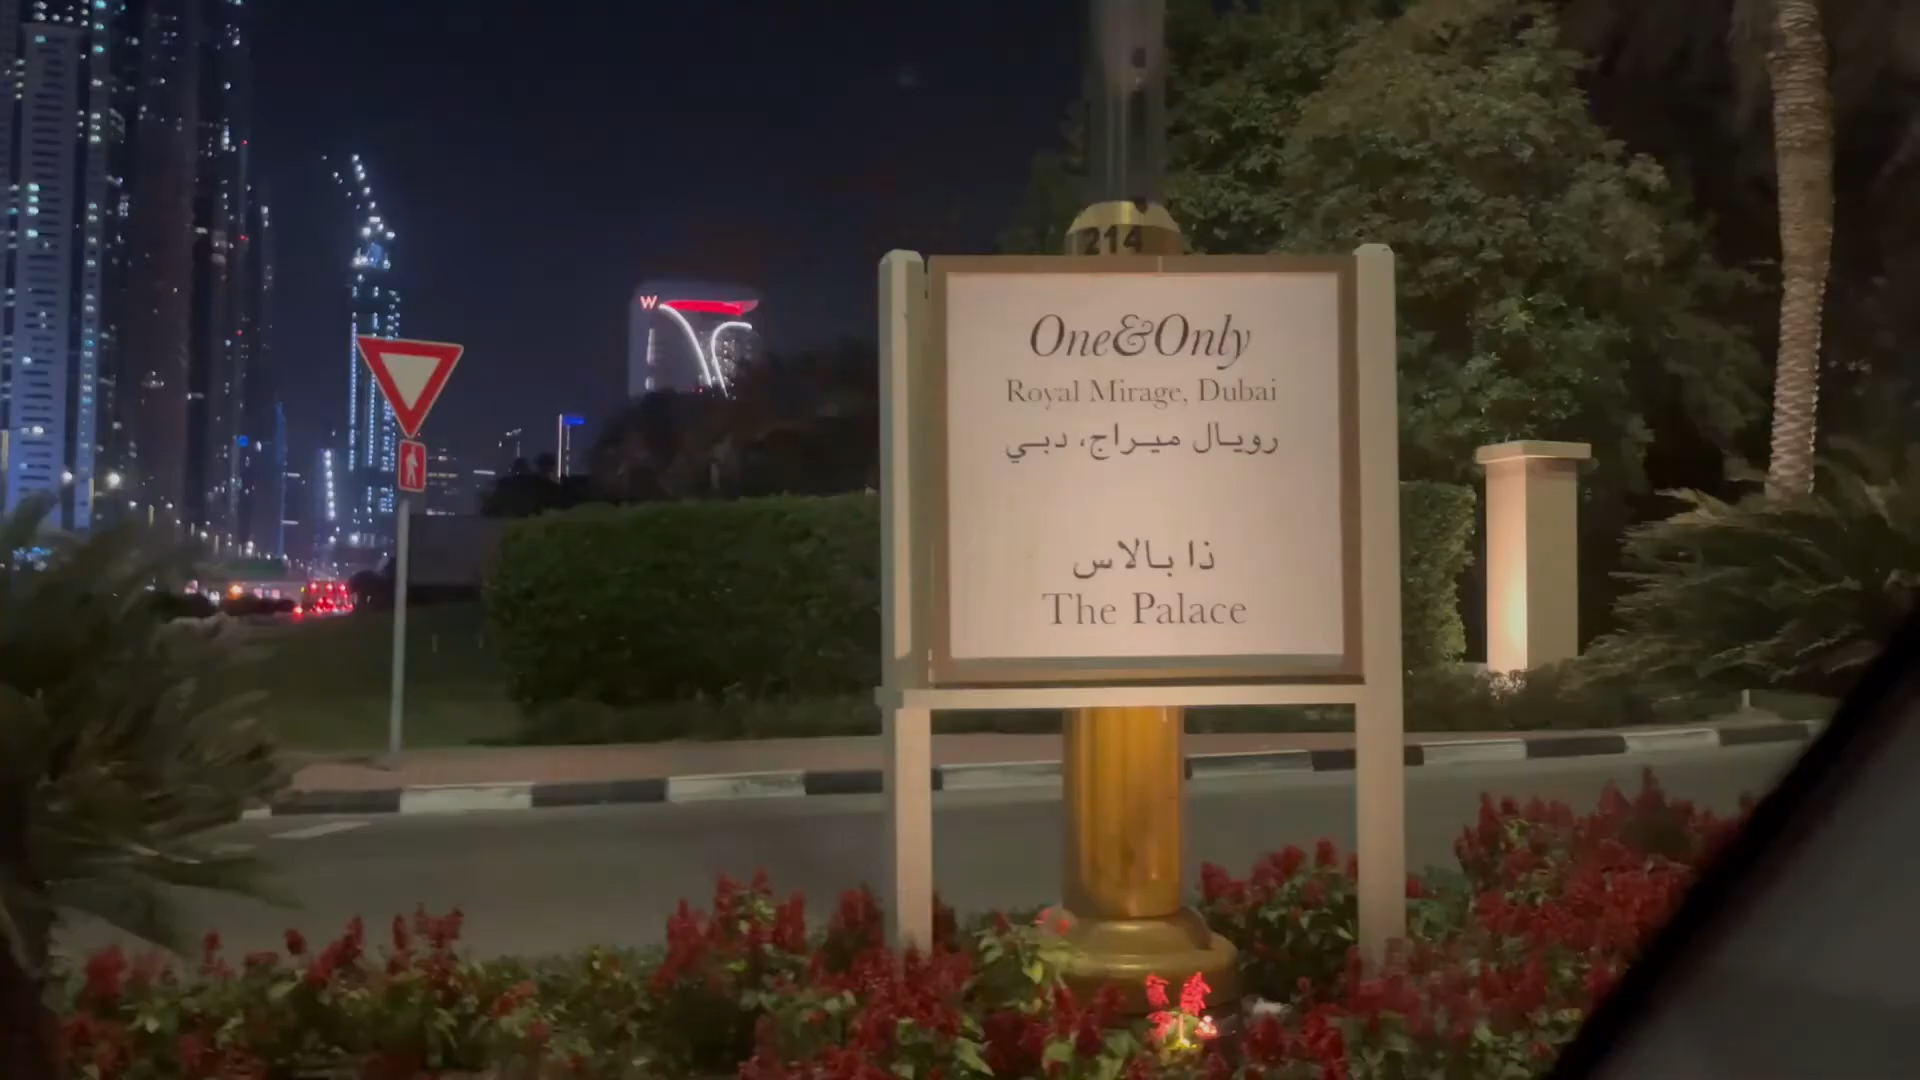 214
One&Only
Royal Mirage, Dubai
رويال ميراج، دبي
ذا بالاس
The Palace
W